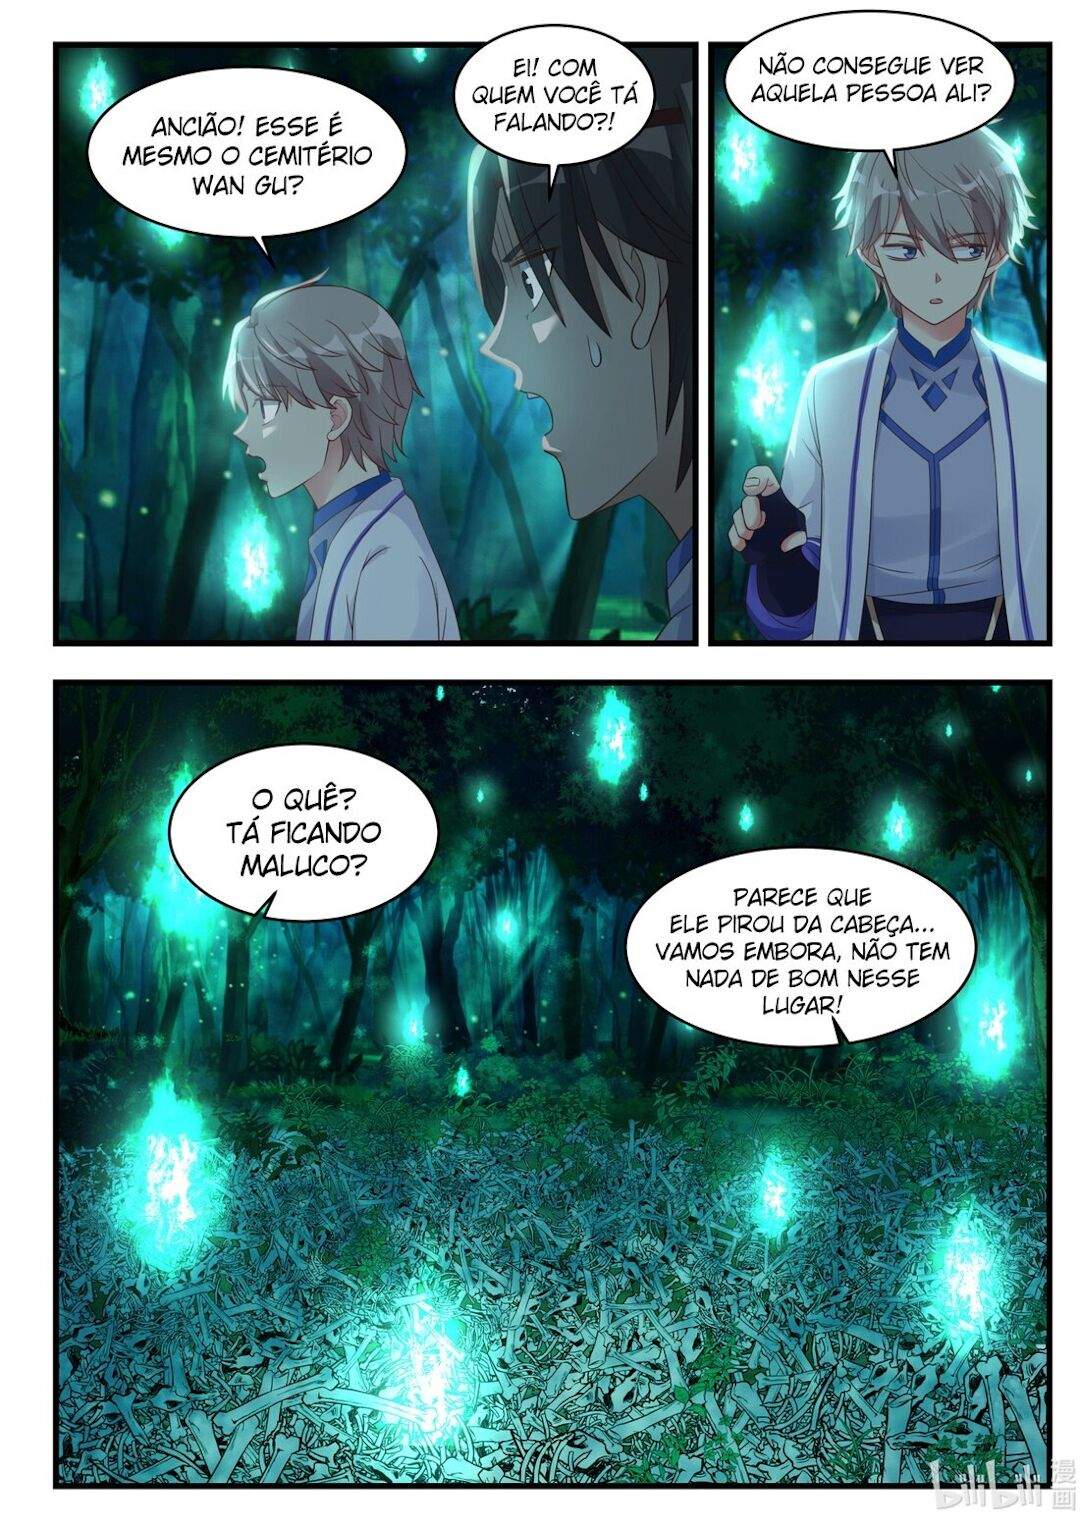 ANCIÃO! ESSE É
MESMO O CEMITÉRIO
WAN GU?
EI! COM
QUEM VOCÊ TÁ
FALANDO?!
NÃO CONSEGUE VER
AQUELA PESSOA ALI?
O QUÊ?
TÁ FICANDO
MALUCO?
PARECE QUE
ELE PIROU DA CABEÇA...
VAMOS EMBORA, NÃO TEM
NADA DE BOM NESSE
LUGAR!
bilibili 漫画